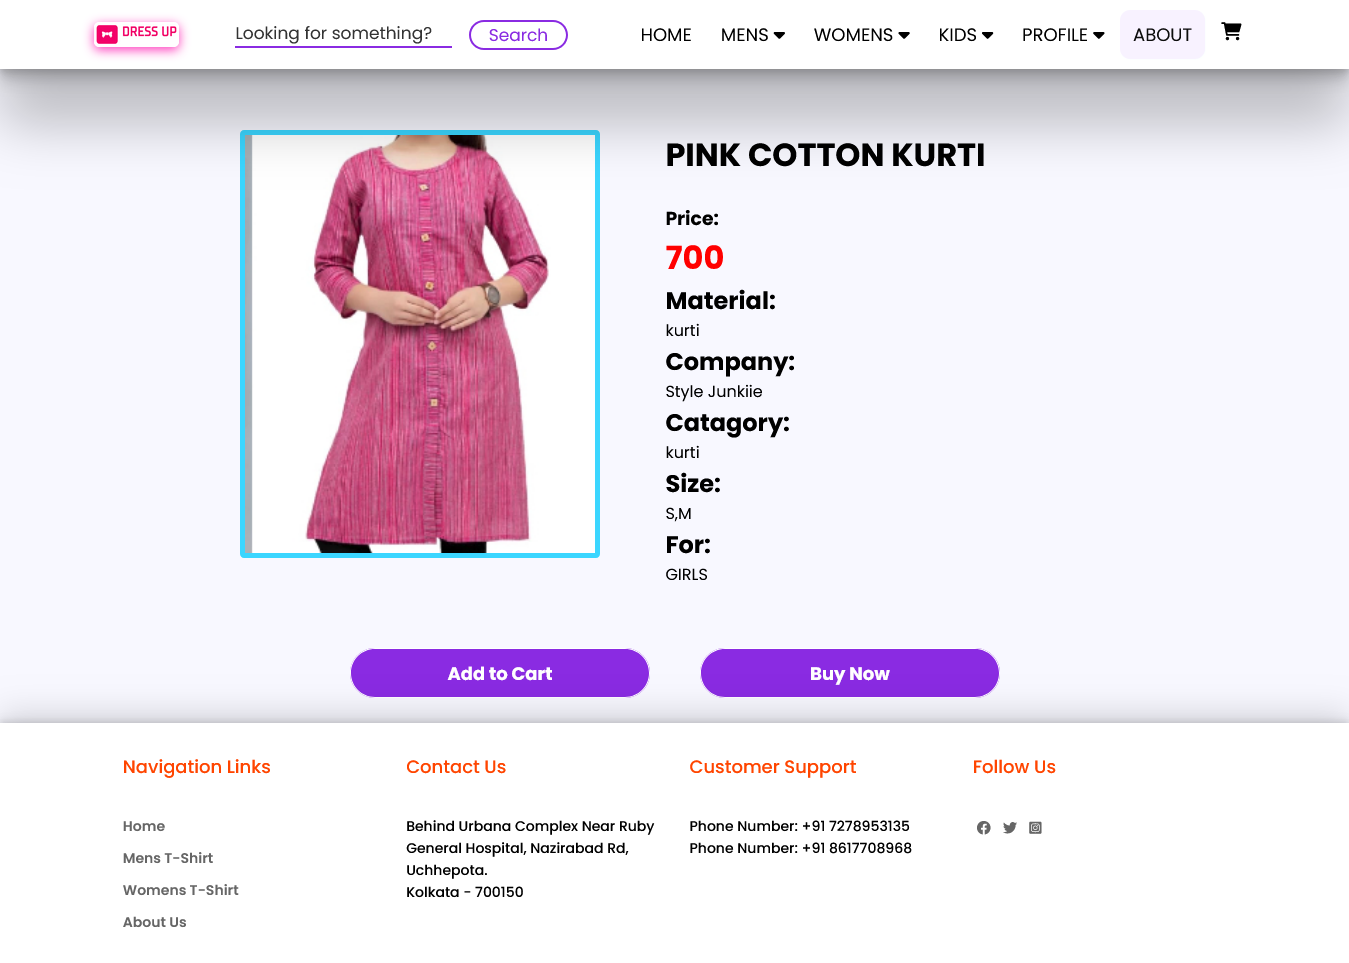 DRESS UP
Looking for something?
Search
HOME
MENS
WOMENS
KIDS
PROFILE
ABOUT
PINK COTTON KURTI
Price:
700
Material:
kurti
Company:
Style Junkiie
Catagory:
kurti
Size:
S,M
For:
GIRLS
Add to Cart
Buy Now
Navigation Links
Home
Mens T-Shirt
Womens T-Shirt
About Us
Contact Us
Behind Urbana Complex Near Ruby
General Hospital, Nazirabad Rd,
Uchhepota.
Kolkata - 700150
Customer Support
Phone Number: +91 7278953135
Phone Number: +91 8617708968
Follow Us